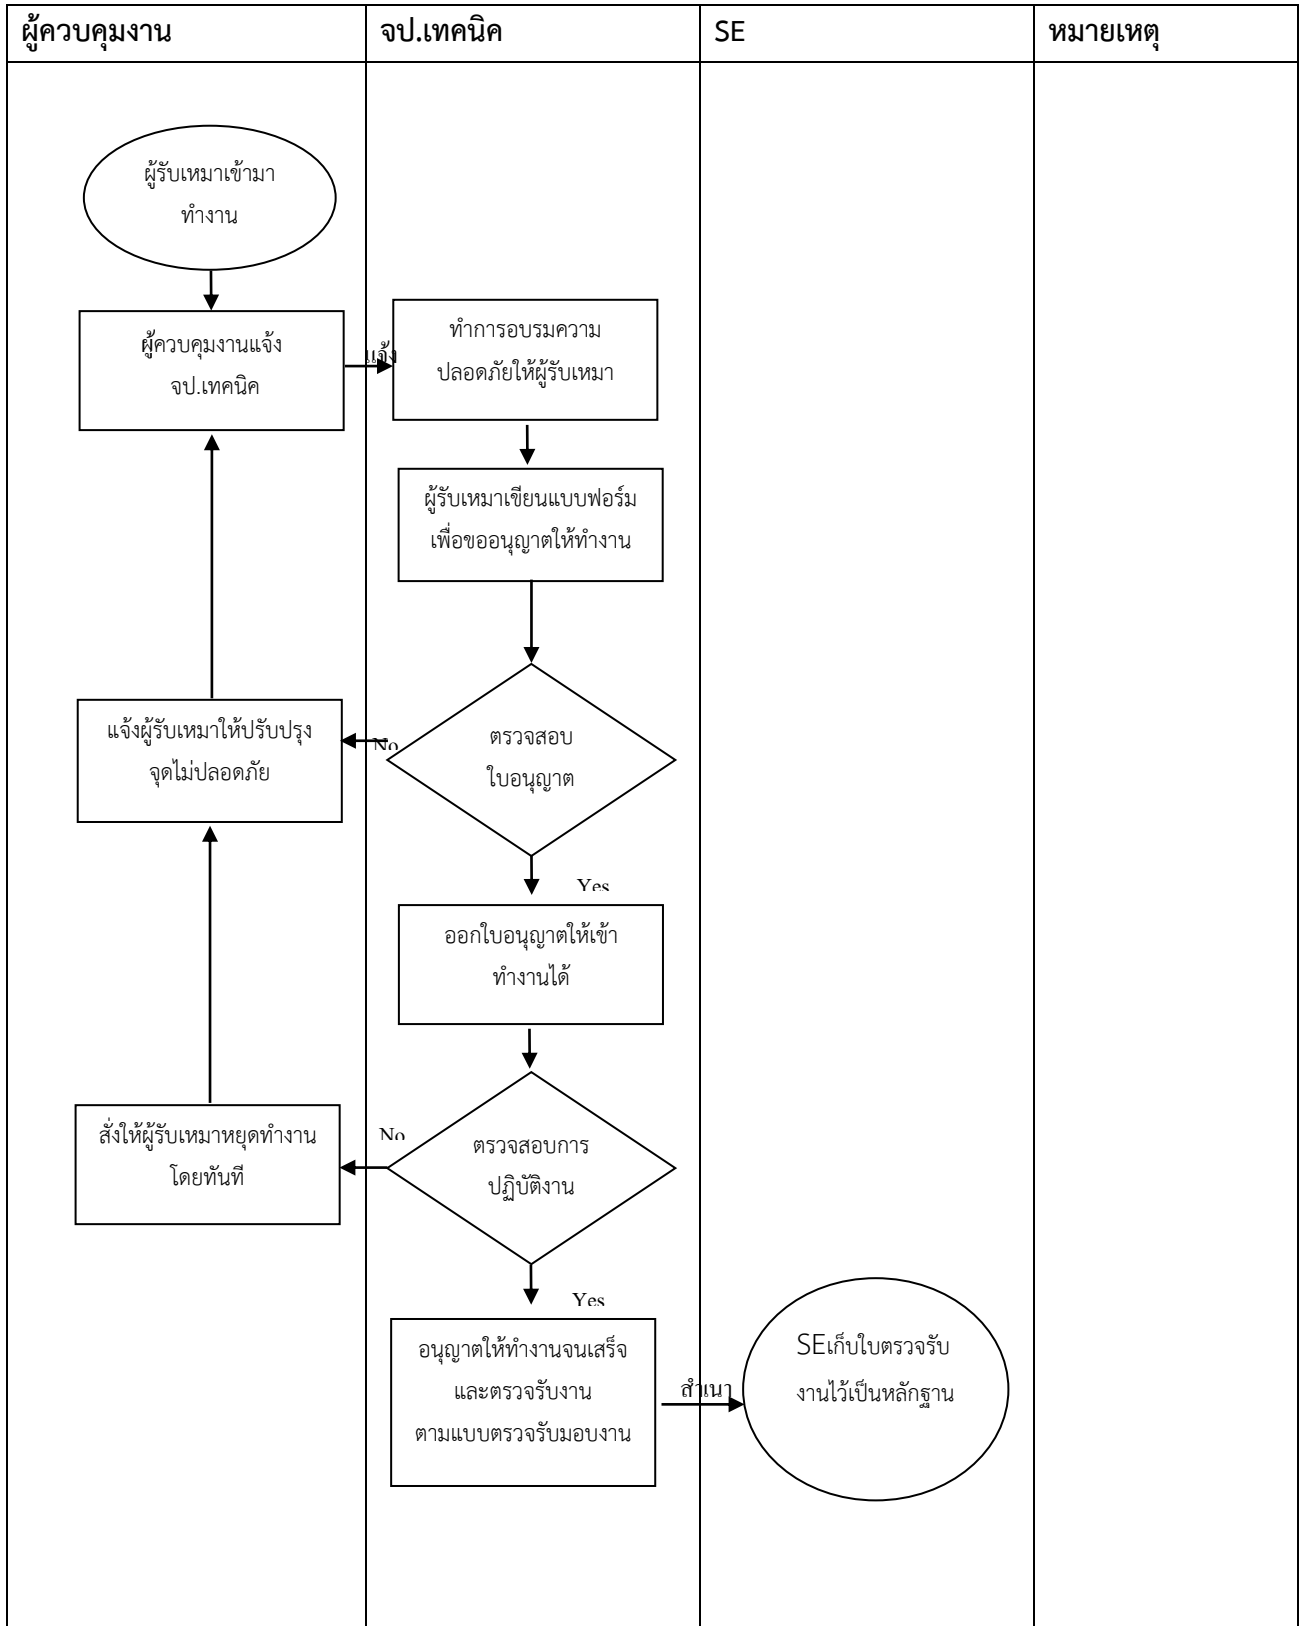 ผู้ควบคุมงาน
จป.เทคนิค
SE
หมายเหตุ
ผู้รับเหมาเข้ามา
ทำงาน
ผู้ควบคุมงานแจ้ง
จป.เทคนิค
แจ้ง
ทำการอบรมความ
ปลอดภัยให้ผู้รับเหมา
ผู้รับเหมาเขียนแบบฟอร์ม
เพื่อขออนุญาตให้ทำงาน
แจ้งผู้รับเหมาให้ปรับปรุง
จุดไม่ปลอดภัย
No
ตรวจสอบ
ใบอนุญาต
Yes
ออกใบอนุญาตให้เข้า
ทำงานได้
สั่งให้ผู้รับเหมาหยุดทำงาน
โดยทันที
No
ตรวจสอบการ
ปฏิบัติงาน
Yes
อนุญาตให้ทำงานจนเสร็จ
และตรวจรับงาน
ตามแบบตรวจรับมอบงาน
สำเนา
SEเก็บใบตรวจรับ
งานไว้เป็นหลักฐาน